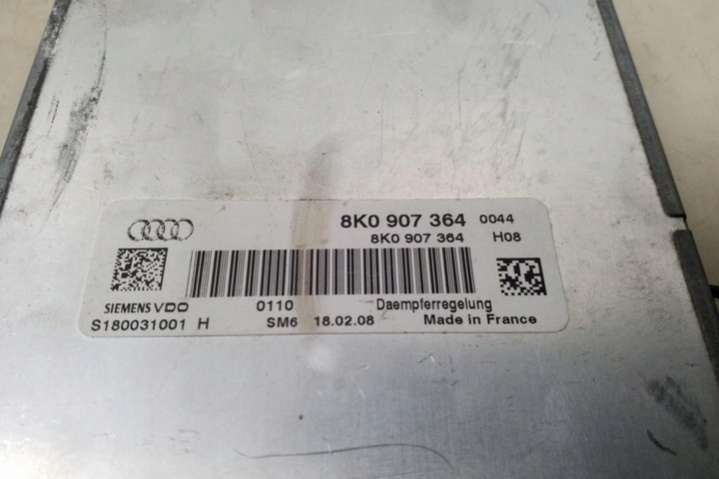 8K0 907 364 0044
8K0 907 364 H08
SIEMENS VDO 0110 Daempferregelung
S180031001 H SM6 18.02.08 Made in France